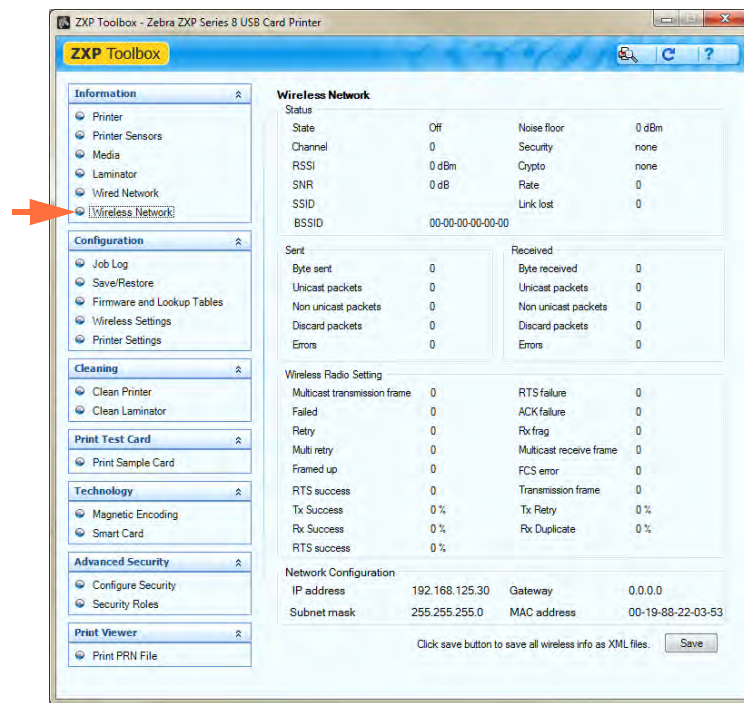 ZXP Toolbox - Zebra ZXP Series 8 USB Card Printer
ZXP Toolbox
?
Information
Printer
Printer Sensors
Media
Laminator
Wired Network
Wireless Network
Configuration
Job Log
Save/Restore
Firmware and Lookup Tables
Wireless Settings
Printer Settings
Cleaning
Clean Printer
Clean Laminator
Print Test Card
Print Sample Card
Technology
Magnetic Encoding
Smart Card
Advanced Security
Configure Security
Security Roles
Print Viewer
Print PRN File
Wireless Network
Status
State Off Noise floor 0 dBm
Channel 0 Security none
RSSI 0 dBm Crypto none
SNR 0 dB Rate 0
SSID Link lost 0
BSSID 00-00-00-00-00-00
Sent
Byte sent 0
Unicast packets 0
Non unicast packets 0
Discard packets 0
Errors 0
Received
Byte received 0
Unicast packets 0
Non unicast packets 0
Discard packets 0
Errors 0
Wireless Radio Setting
Multicast transmission frame 0 RTS failure 0
Failed 0 ACK failure 0
Retry 0 Rx frag 0
Multi retry 0 Multicast receive frame 0
Framed up 0 FCS error 0
RTS success 0 Transmission frame 0
Tx Success 0 % Tx Retry 0 %
Rx Success 0 % Rx Duplicate 0 %
RTS success 0 %
Network Configuration
IP address 192.168.125.30 Gateway 0.0.0.0
Subnet mask 255.255.255.0 MAC address 00-19-88-22-03-53
Click save button to save all wireless info as XML files. Save